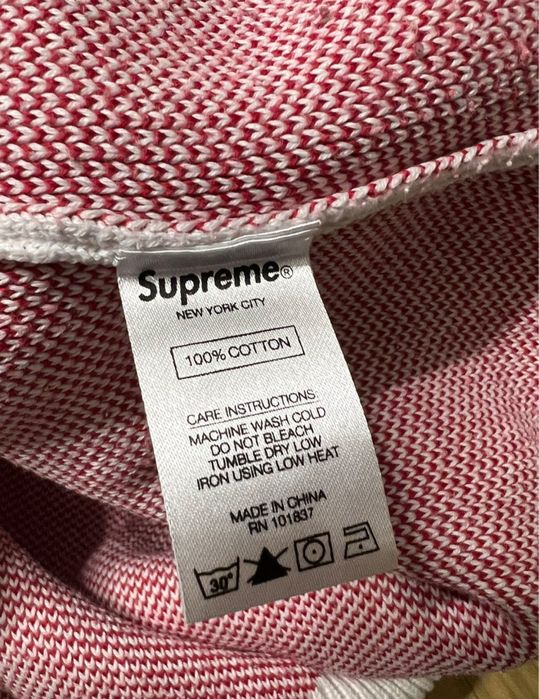 Supreme®
NEW YORK CITY
100% COTTON
CARE INSTRUCTIONS
MACHINE WASH COLD
DO NOT BLEACH
TUMBLE DRY LOW
IRON USING LOW HEAT
MADE IN CHINA
RN 101837
30°